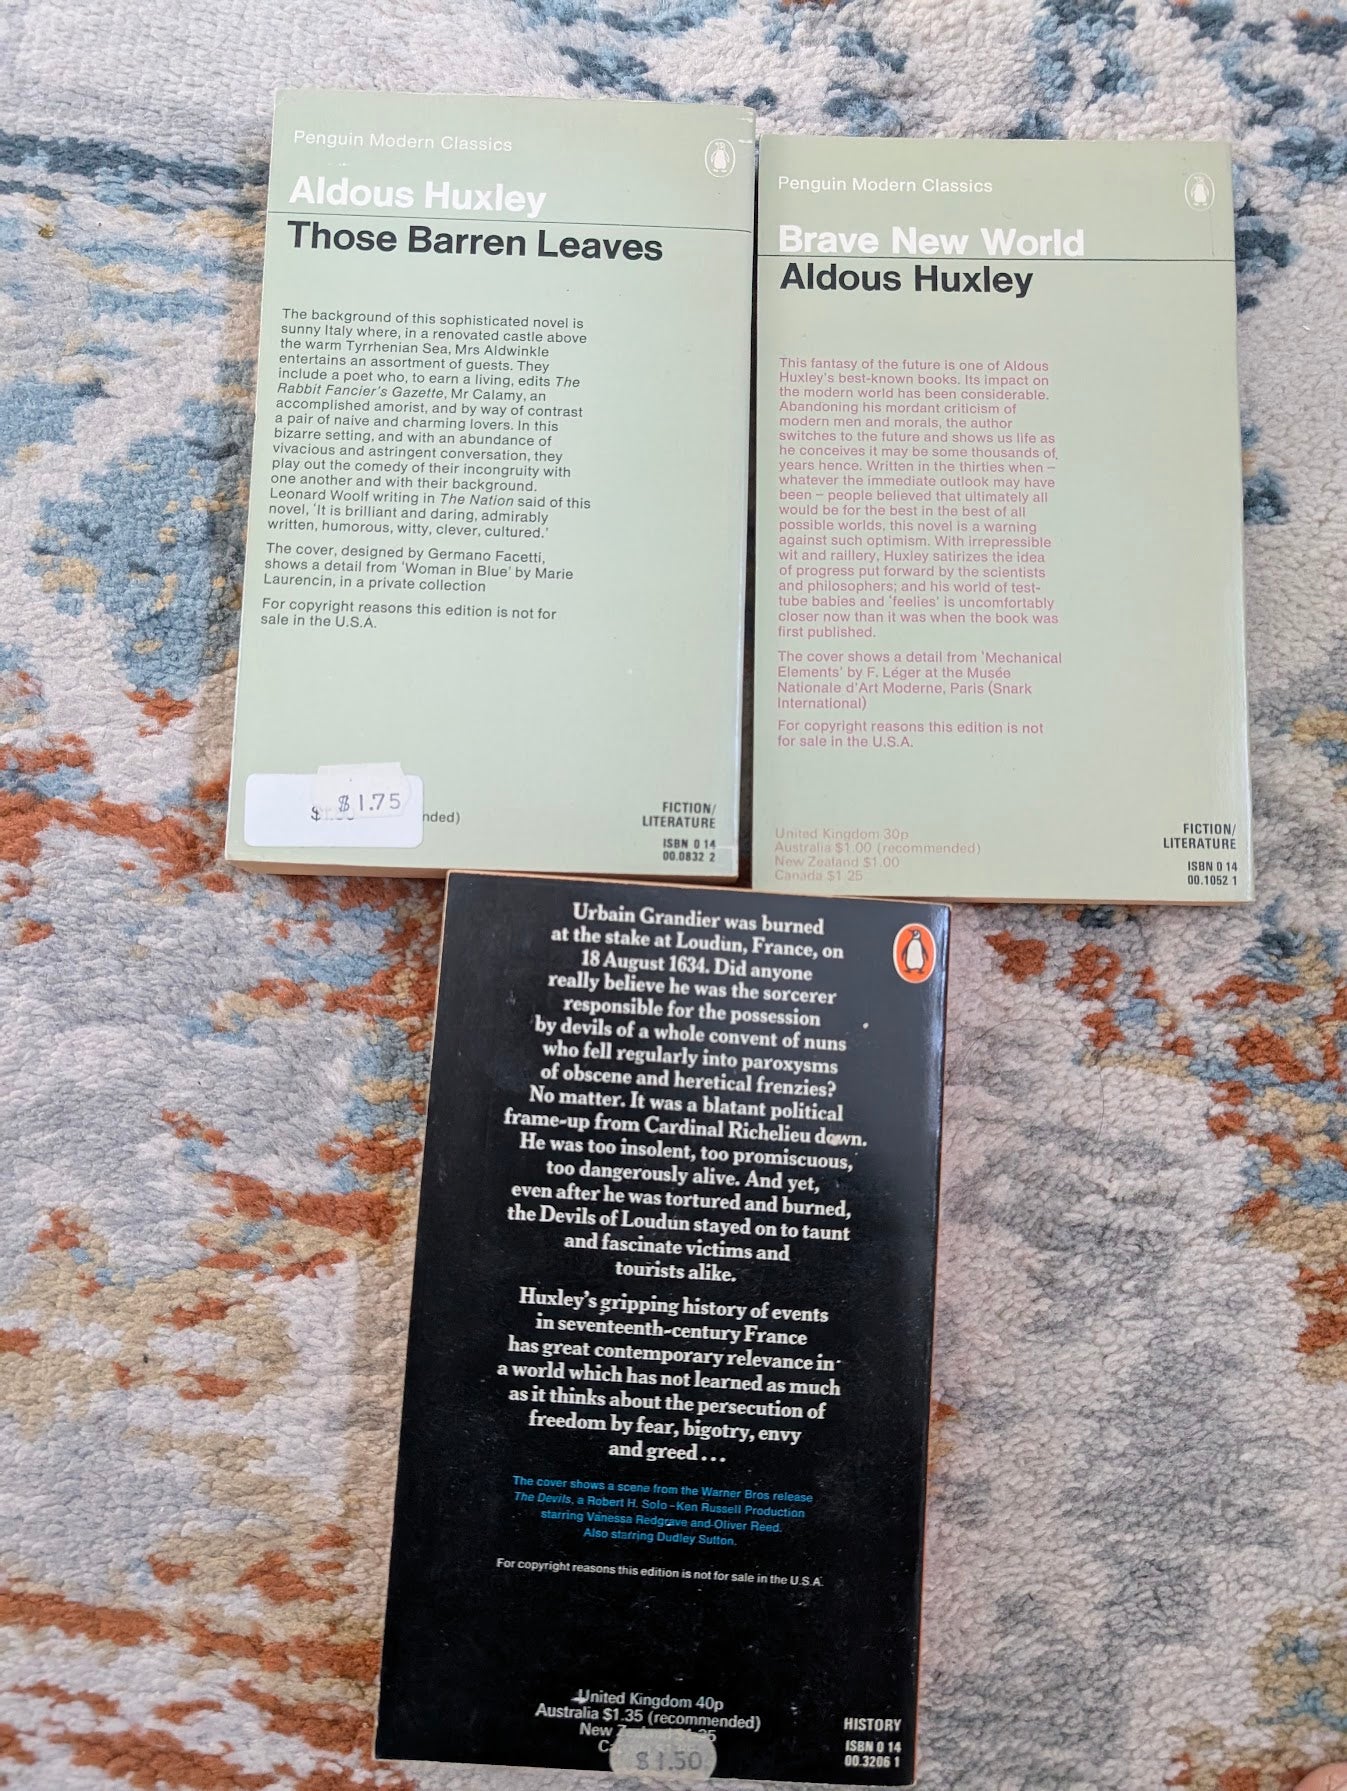 Penguin Modern Classics
Aldous Huxley
Those Barren Leaves
The background of this sophisticated novel is
sunny Italy where, in a renovated castle above
the warm Tyrrhenian Sea, Mrs Aldwinkle
entertains an assortment of guests. They
include a poet who, to earn a living, edits The
Rabbit Fancier's Gazette, Mr Calamy, an
accomplished amorist, and by way of contrast
a pair of naive and charming lovers. In this
bizarre setting, and with an abundance of
vivacious and astringent conversation, they
play out the comedy of their incongruity with
one another and with their background.
Leonard Woolf writing in The Nation said of this
novel, 'It is brilliant and daring, admirably
written, humorous, witty, clever, cultured.'
The cover, designed by Germano Facetti,
shows a detail from 'Woman in Blue' by Marie
Laurencin, in a private collection
For copyright reasons this edition is not for
sale in the U.S.A.
$1.75
nded)
FICTION/
LITERATURE
ISBN 0 14
00.0832 2
Penguin Modern Classics
Brave New World
Aldous Huxley
This fantasy of the future is one of Aldous
Huxley's best-known books. Its impact on
the modern world has been considerable.
Abandoning his mordant criticism of
modern men and morals, the author
switches to the future and shows us life as
he conceives it may be some thousands of
years hence. Written in the thirties when –
whatever the immediate outlook may have
been – people believed that ultimately all
would be for the best in the best of all
possible worlds, this novel is a warning
against such optimism. With irrepressible
wit and raillery, Huxley satirizes the idea
of progress put forward by the scientists
and philosophers; and his world of test-
tube babies and 'feelies' is uncomfortably
closer now than it was when the book was
first published.
The cover shows a detail from 'Mechanical
Elements' by F. Léger at the Musée
Nationale d'Art Moderne, Paris (Snark
International)
For copyright reasons this edition is not
for sale in the U.S.A.
United Kingdom 30p
Australia $1.00 (recommended)
New Zealand $1.00
Canada $1.25
FICTION/
LITERATURE
ISBN 0 14
00.1052 1
Urbain Grandier was burned
at the stake at Loudun, France, on
18 August 1634. Did anyone
really believe he was the sorcerer
responsible for the possession
by devils of a whole convent of nuns
who fell regularly into paroxysms
of obscene and heretical frenzies?
No matter. It was a blatant political
frame-up from Cardinal Richelieu down.
He was too insolent, too promiscuous,
too dangerously alive. And yet,
even after he was tortured and burned,
the Devils of Loudun stayed on to taunt
and fascinate victims and
tourists alike.
Huxley's gripping history of events
in seventeenth-century France
has great contemporary relevance in
a world which has not learned as much
as it thinks about the persecution of
freedom by fear, bigotry, envy
and greed...
The cover shows a scene from the Warner Bros release
The Devils, a Robert H. Solo – Ken Russell Production
starring Vanessa Redgrave and Oliver Reed.
Also starring Dudley Sutton.
For copyright reasons this edition is not for sale in the U.S.A.
United Kingdom 40p
Australia $1.35 (recommended)
New
$1.50
HISTORY
ISBN 0 14
00.3206 1